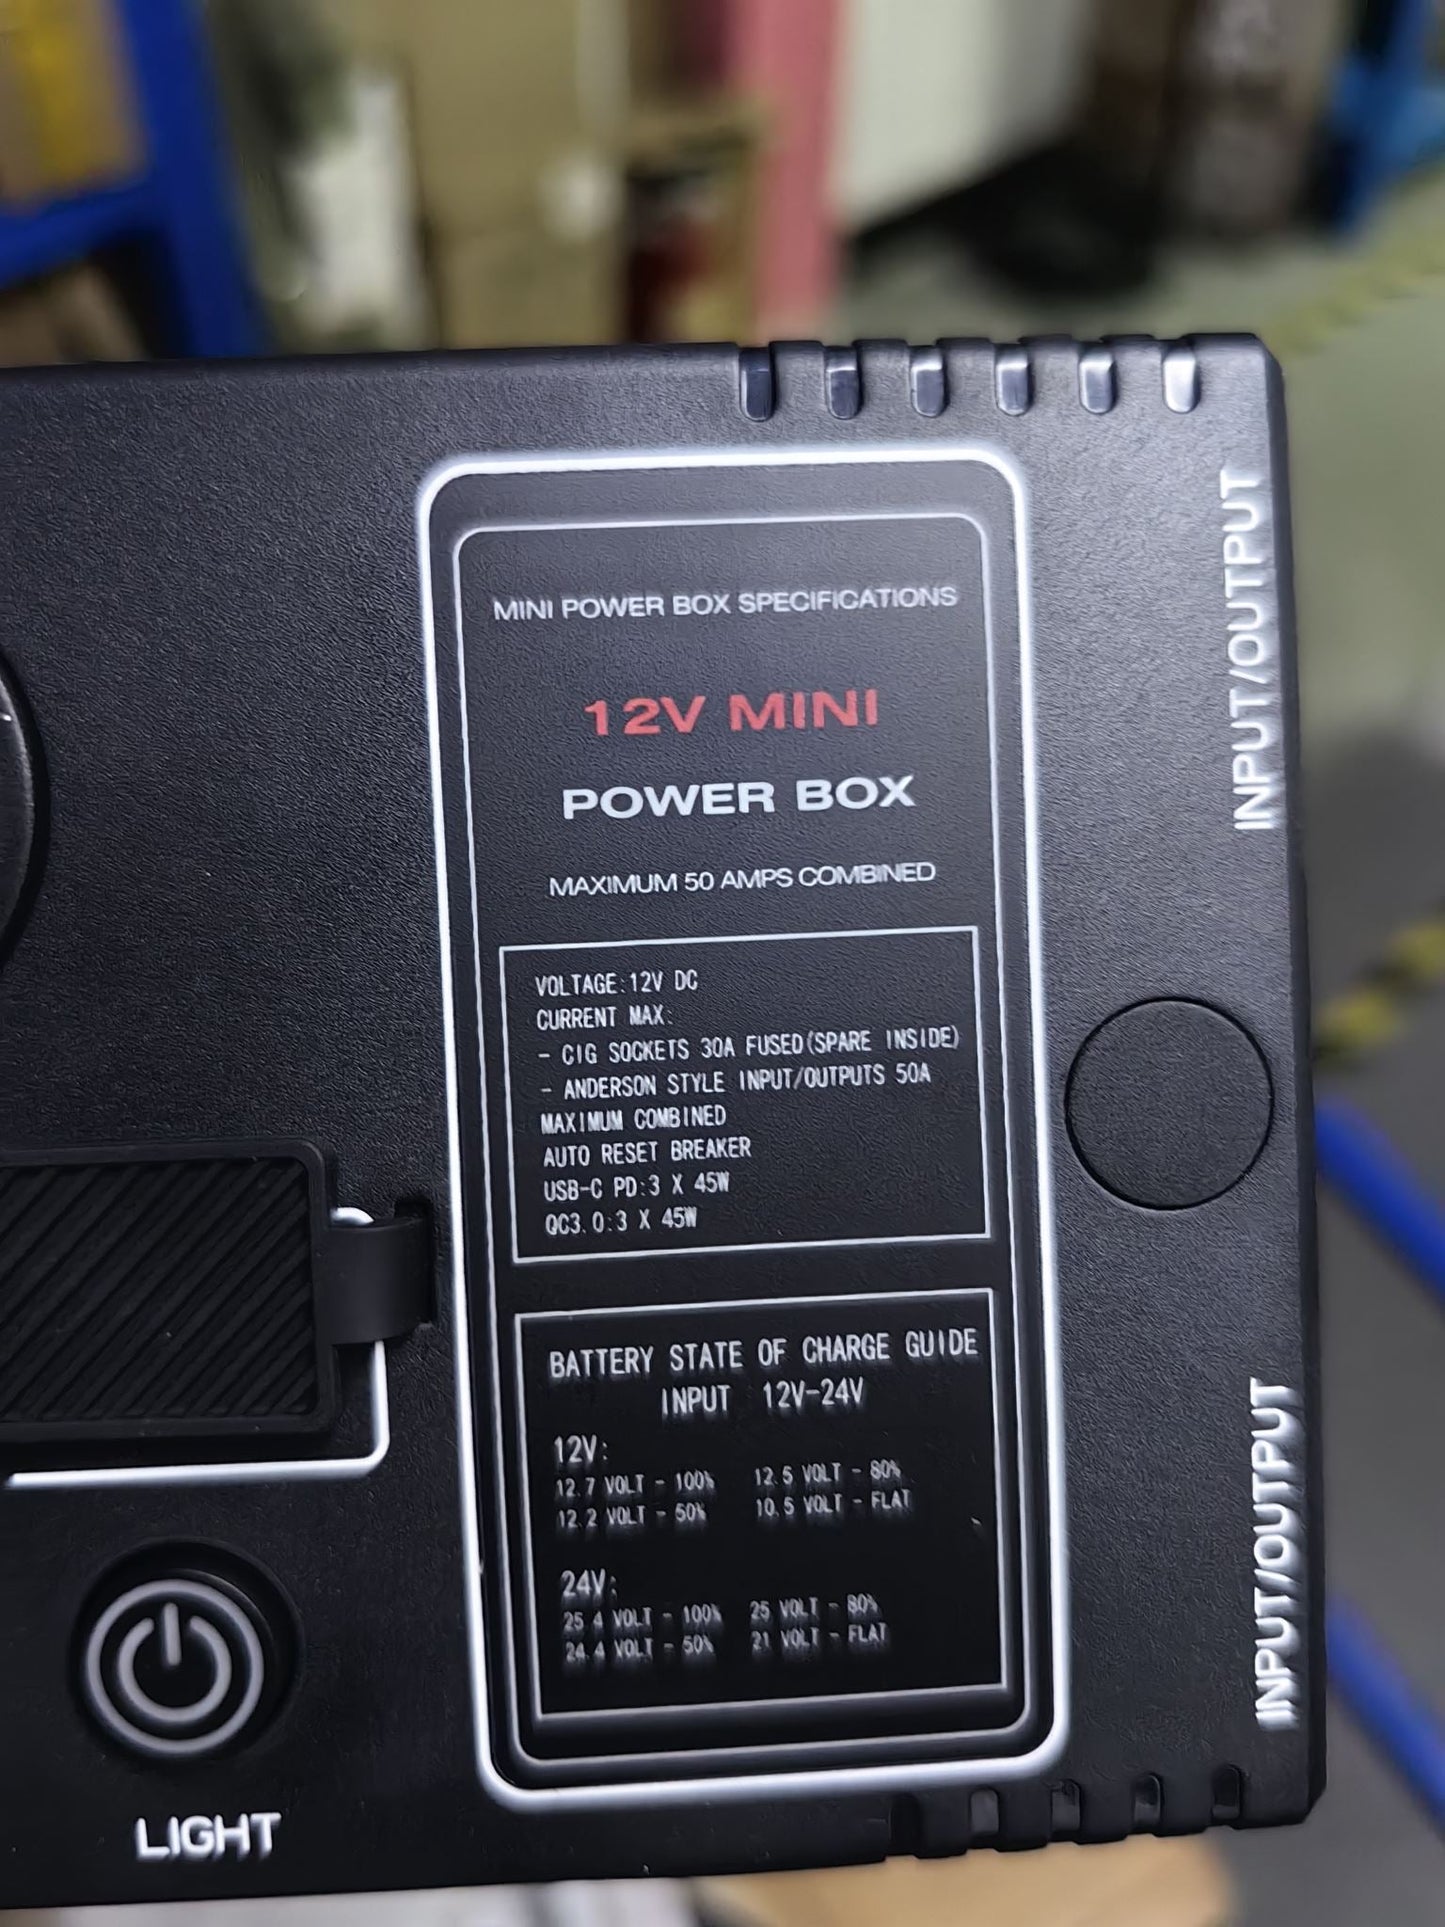 MINI POWER BOX SPECIFICATIONS
12V MINI
POWER BOX
MAXIMUM 50 AMPS COMBINED
VOLTAGE:12V DC
CURRENT MAX.
- CIG SOCKETS 30A FUSED(SPARE INSIDE)
- ANDERSON STYLE INPUT/OUTPUTS 50A
MAXIMUM COMBINED
AUTO RESET BREAKER
USB-C PD:3 X 45W
QC3.0:3 X 45W
BATTERY STATE OF CHARGE GUIDE
INPUT 12V-24V
12V:
12.7 VOLT - 100% 12.5 VOLT - 80%
12.2 VOLT - 50% 10.5 VOLT - FLAT
24V:
25.4 VOLT - 100% 25 VOLT - 80%
24.4 VOLT - 50% 21 VOLT - FLAT
INPUT/OUTPUT
INPUT/OUTPUT
LIGHT